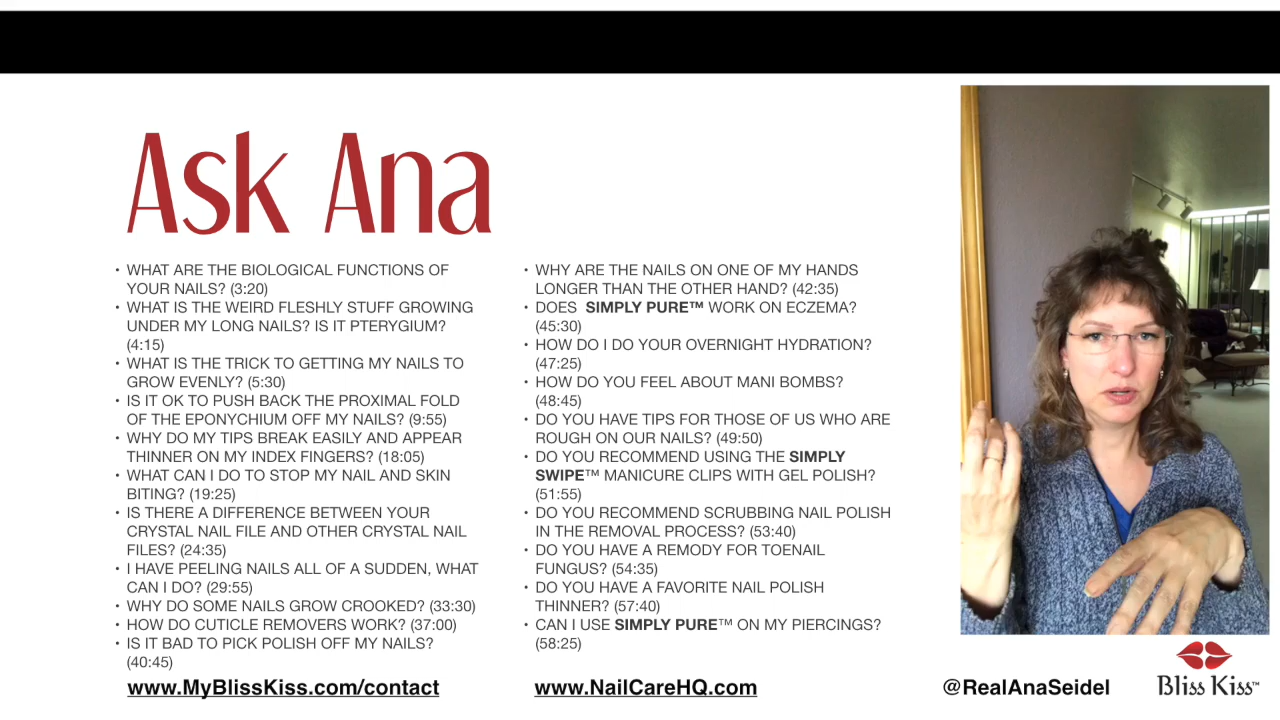 Ask Ana
• WHAT ARE THE BIOLOGICAL FUNCTIONS OF
YOUR NAILS? (3:20)
• WHAT IS THE WEIRD FLESHLY STUFF GROWING
UNDER MY LONG NAILS? IS IT PTERYGIUM?
(4:15)
• WHAT IS THE TRICK TO GETTING MY NAILS TO
GROW EVENLY? (5:30)
• IS IT OK TO PUSH BACK THE PROXIMAL FOLD
OF THE EPONYCHIUM OFF MY NAILS? (9:55)
• WHY DO MY TIPS BREAK EASILY AND APPEAR
THINNER ON MY INDEX FINGERS? (18:05)
• WHAT CAN I DO TO STOP MY NAIL AND SKIN
BITING? (19:25)
• IS THERE A DIFFERENCE BETWEEN YOUR
CRYSTAL NAIL FILE AND OTHER CRYSTAL NAIL
FILES? (24:35)
• I HAVE PEELING NAILS ALL OF A SUDDEN, WHAT
CAN I DO? (29:55)
• WHY DO SOME NAILS GROW CROOKED? (33:30)
• HOW DO CUTICLE REMOVERS WORK? (37:00)
• IS IT BAD TO PICK POLISH OFF MY NAILS?
(40:45)
• WHY ARE THE NAILS ON ONE OF MY HANDS
LONGER THAN THE OTHER HAND? (42:35)
• DOES SIMPLY PURE™ WORK ON ECZEMA?
(45:30)
• HOW DO I DO YOUR OVERNIGHT HYDRATION?
(47:25)
• HOW DO YOU FEEL ABOUT MANI BOMBS?
(48:45)
• DO YOU HAVE TIPS FOR THOSE OF US WHO ARE
ROUGH ON OUR NAILS? (49:50)
• DO YOU RECOMMEND USING THE SIMPLY
SWIPE™ MANICURE CLIPS WITH GEL POLISH?
(51:55)
• DO YOU RECOMMEND SCRUBBING NAIL POLISH
IN THE REMOVAL PROCESS? (53:40)
• DO YOU HAVE A REMODY FOR TOENAIL
FUNGUS? (54:35)
• DO YOU HAVE A FAVORITE NAIL POLISH
THINNER? (57:40)
• CAN I USE SIMPLY PURE™ ON MY PIERCINGS?
(58:25)
www.MyBlissKiss.com/contact
www.NailCareHQ.com
@RealAnaSeidel
Bliss Kiss™